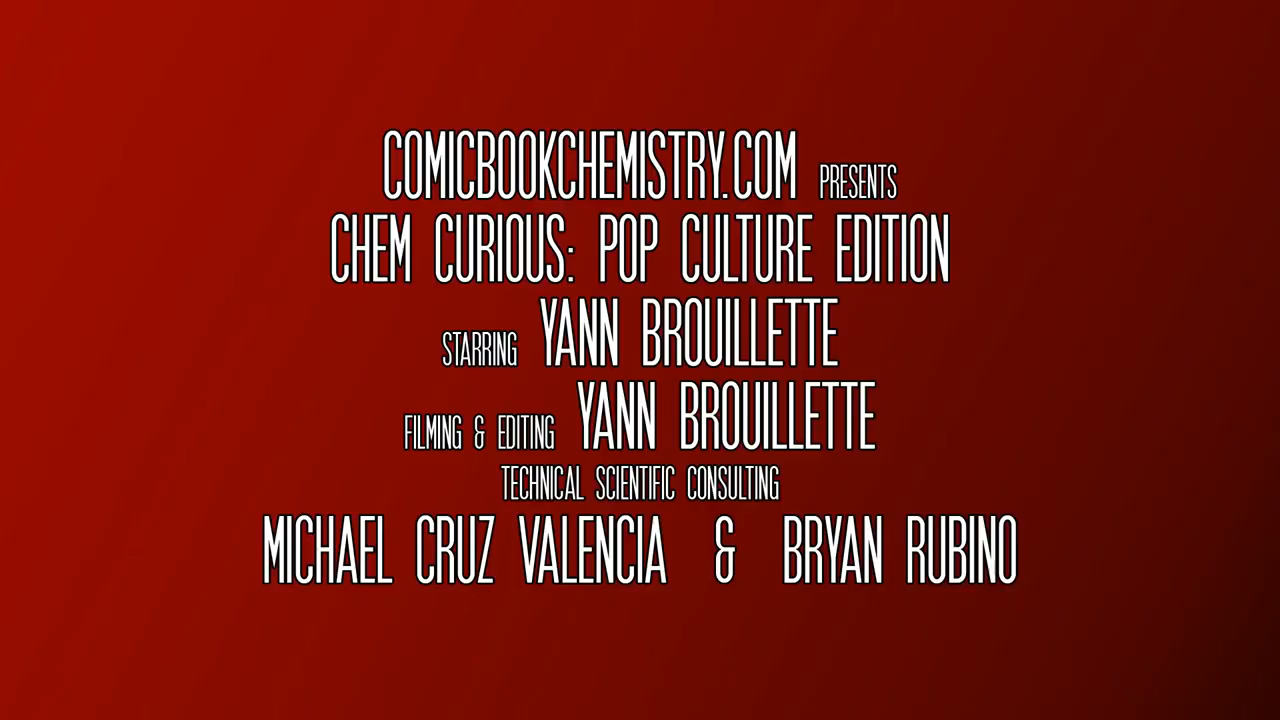 COMICBOOKCHEMISTRY.COM PRESENTS
CHEM CURIOUS: POP CULTURE EDITION
STARRING YANN BROUILLETTE
FILMING & EDITING YANN BROUILLETTE
TECHNICAL SCIENTIFIC CONSULTING
MICHAEL CRUZ VALENCIA & BRYAN RUBINO